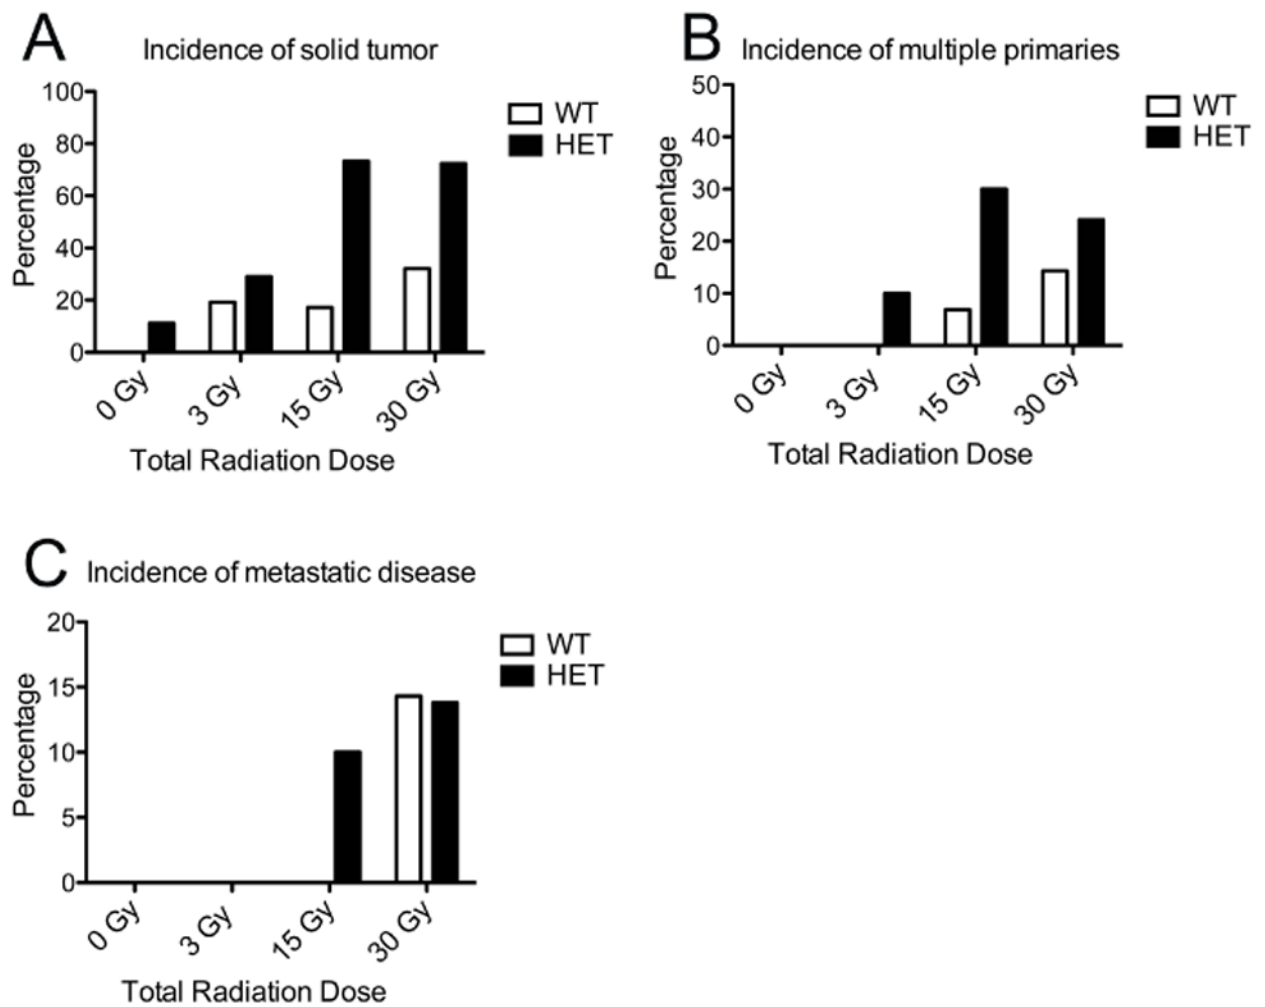 A
Incidence of solid tumor
100
80
60
40
20
0
Percentage
0 Gy
3 Gy
15 Gy
30 Gy
Total Radiation Dose
WT
HET
B
Incidence of multiple primaries
50
40
30
20
10
0
Percentage
0 Gy
3 Gy
15 Gy
30 Gy
Total Radiation Dose
WT
HET
C
Incidence of metastatic disease
20
15
10
5
0
Percentage
0 Gy
3 Gy
15 Gy
30 Gy
Total Radiation Dose
WT
HET